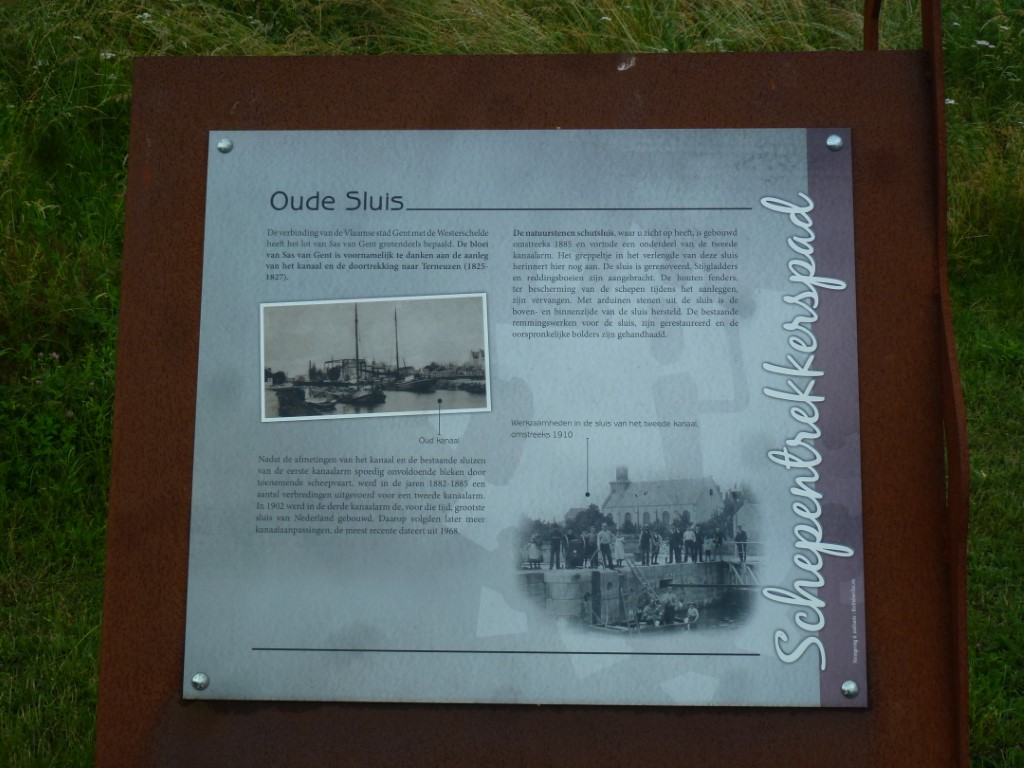 Oude Sluis
De verbinding van de Vlaamse stad Gent met de Westerschelde
heeft het lot van Sas van Gent grotendeels bepaald. De bloei
van Sas van Gent is voornamelijk te danken aan de aanleg
van het kanaal en de doortrekking naar Terneuzen (1825-
1827).
Oud kanaal
Nadat de afmetingen van het kanaal en de bestaande sluizen
van de eerste kanaalarm spoedig onvoldoende bleken door
toenemende scheepvaart, werd in de jaren 1882-1885 een
aantal verbredingen uitgevoerd voor een tweede kanaalarm.
In 1902 werd in de derde kanaalarm de, voor die tijd, grootste
sluis van Nederland gebouwd. Daarop volgden later meer
kanaalaanpassingen, de meest recente dateert uit 1968.
De natuurstenen schutsluis, waar u zicht op heeft, is gebouwd
omstreeks 1885 en vormde een onderdeel van de tweede
kanaalarm. Het greppeltje in het verlengde van deze sluis
herinnert hier nog aan. De sluis is gerenoveerd. Stijgladders
en reddingsboeien zijn aangebracht. De houten fenders,
ter bescherming van de schepen tijdens het aanleggen,
zijn vervangen. Met arduinen stenen uit de sluis is de
boven- en binnenzijde van de sluis hersteld. De bestaande
remmingswerken voor de sluis, zijn gerestaureerd en de
oorspronkelijke bolders zijn gehandhaafd.
Werkzaamheden in de sluis van het tweede kanaal,
omstreeks 1910
Schepentrekkerspad